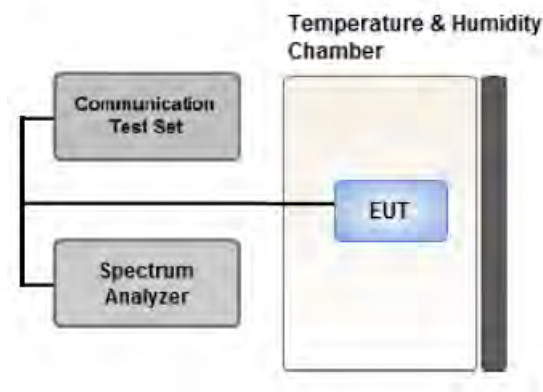 Temperature & Humidity
Chamber
Communication
Test Set
EUT
Spectrum
Analyzer